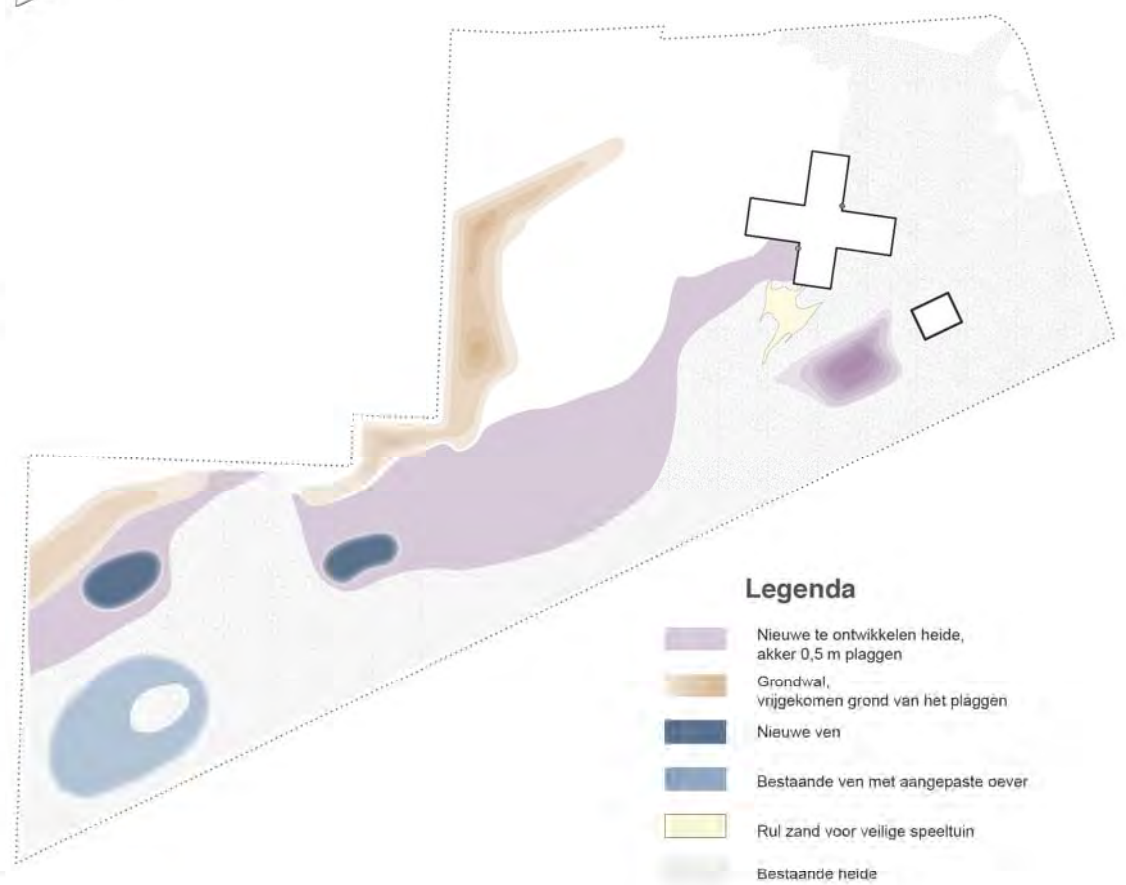 Legenda
Nieuwe te ontwikkelen heide,
akker 0,5 m plaggen
Grondwal,
vrijgekomen grond van het plaggen
Nieuwe ven
Bestaande ven met aangepaste oever
Rul zand voor veilige speeltuin
Bestaande heide